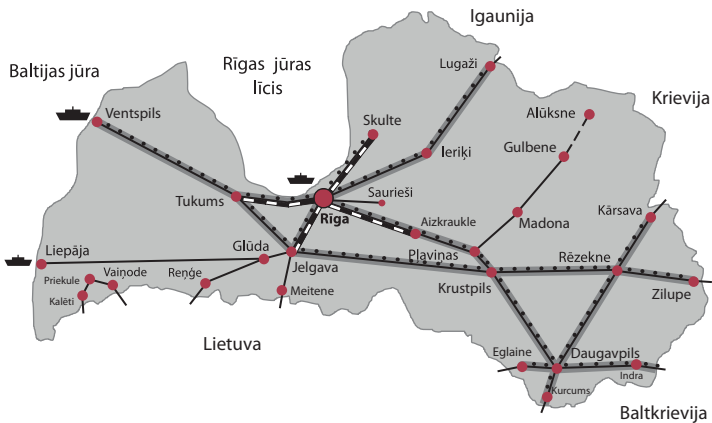 Igaunija
Rīgas jūras
līcis
Baltijas jūra
Lugaži
Krievija
Ventspils
Skulte
Alūksne
Ieriķi
Gulbene
Saurieši
Tukums
Rīga
Aizkraukle
Madona
Kārsava
Liepāja
Glūda
Jelgava
Pļaviņas
Rēzekne
Priekule
Vaiņode
Reņģe
Krustpils
Kalēti
Meitene
Zilupe
Lietuva
Eglaine
Daugavpils
Indra
Kurcums
Baltkrievija